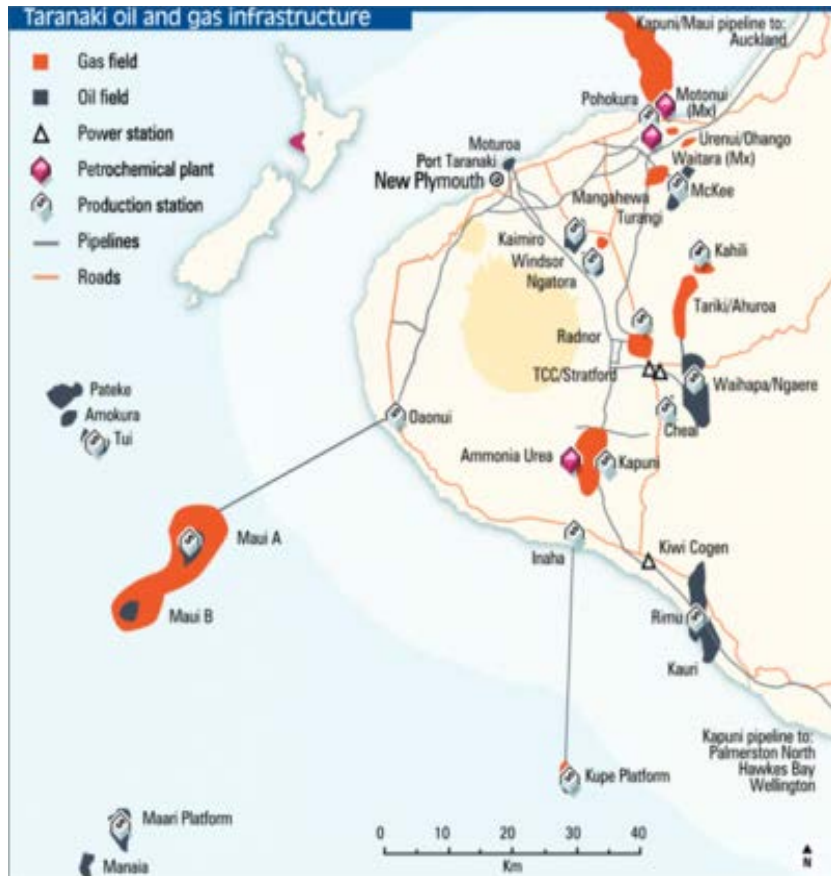 Taranaki oil and gas infrastructure
Gas field
Oil field
Power station
Petrochemical plant
Production station
Pipelines
Roads
Kapuni/Maui pipeline to:
Auckland
Pohokura
Motonui
(Mx)
Urenui/Ohango
Waitara (Mx)
McKee
Moturoa
Port Taranaki
New Plymouth
Mangahewa
Turangi
Kaimiro
Windsor
Ngatora
Kahili
Tariki/Ahuroa
Radnor
TCC/Stratford
Waihapa/Ngaere
Cheal
Pateke
Amokura
Tui
Oaonui
Ammonia Urea
Kapuni
Maui A
Maui B
Inaha
Kiwi Cogen
Rimu
Kauri
Kapuni pipeline to:
Palmerston North
Hawkes Bay
Wellington
Kupe Platform
Maari Platform
Manaia
0 10 20 30 40
Km
N